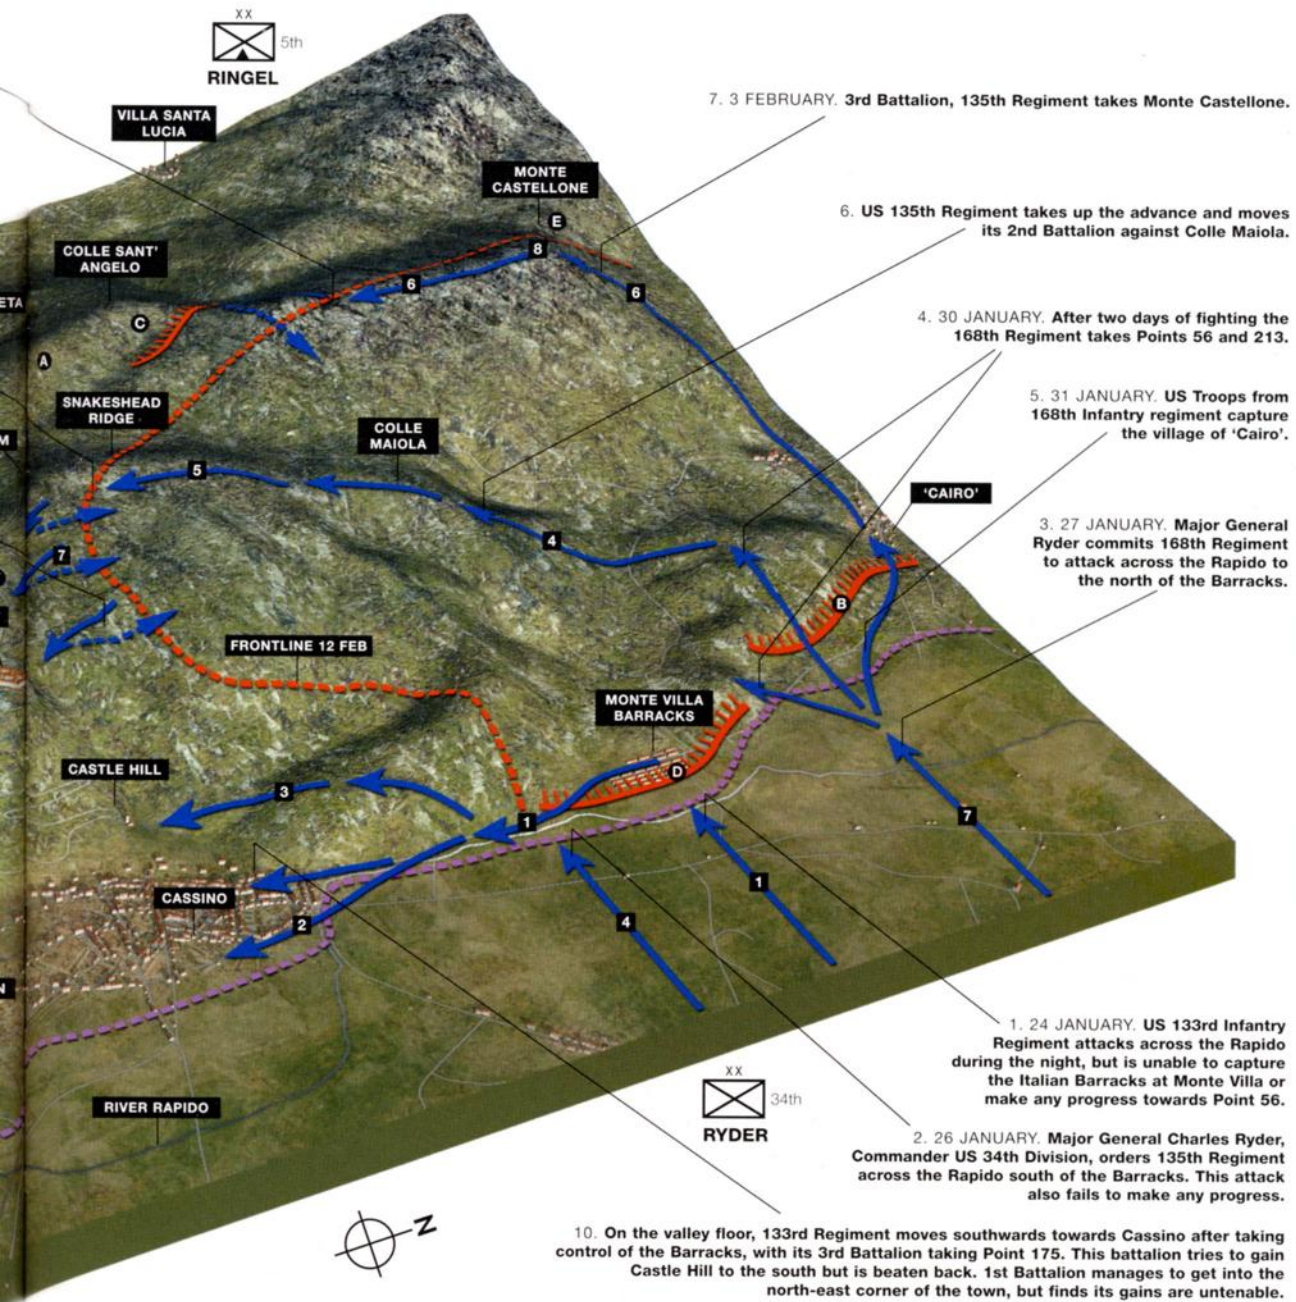 XX
5th
RINGEL
VILLA SANTA
LUCIA
7. 3 FEBRUARY. 3rd Battalion, 135th Regiment takes Monte Castellone.
MONTE
CASTELLONE
E
8
6. US 135th Regiment takes up the advance and moves
its 2nd Battalion against Colle Maiola.
COLLE SANT'
ANGELO
6
6
ETA
C
4. 30 JANUARY. After two days of fighting the
168th Regiment takes Points 56 and 213.
A
SNAKESHEAD
RIDGE
COLLE
MAIOLA
M
5. 31 JANUARY. US Troops from
168th Infantry regiment capture
the village of 'Cairo'.
5
'CAIRO'
4
7
3. 27 JANUARY. Major General
Ryder commits 168th Regiment
to attack across the Rapido to
the north of the Barracks.
B
FRONTLINE 12 FEB
MONTE VILLA
BARRACKS
CASTLE HILL
D
3
1
7
CASSINO
1
2
4
N
1. 24 JANUARY. US 133rd Infantry
Regiment attacks across the Rapido
during the night, but is unable to capture
the Italian Barracks at Monte Villa or
make any progress towards Point 56.
RIVER RAPIDO
XX
34th
RYDER
2. 26 JANUARY. Major General Charles Ryder,
Commander US 34th Division, orders 135th Regiment
across the Rapido south of the Barracks. This attack
also fails to make any progress.
N
10. On the valley floor, 133rd Regiment moves southwards towards Cassino after taking
control of the Barracks, with its 3rd Battalion taking Point 175. This battalion tries to gain
Castle Hill to the south but is beaten back. 1st Battalion manages to get into the
north-east corner of the town, but finds its gains are untenable.